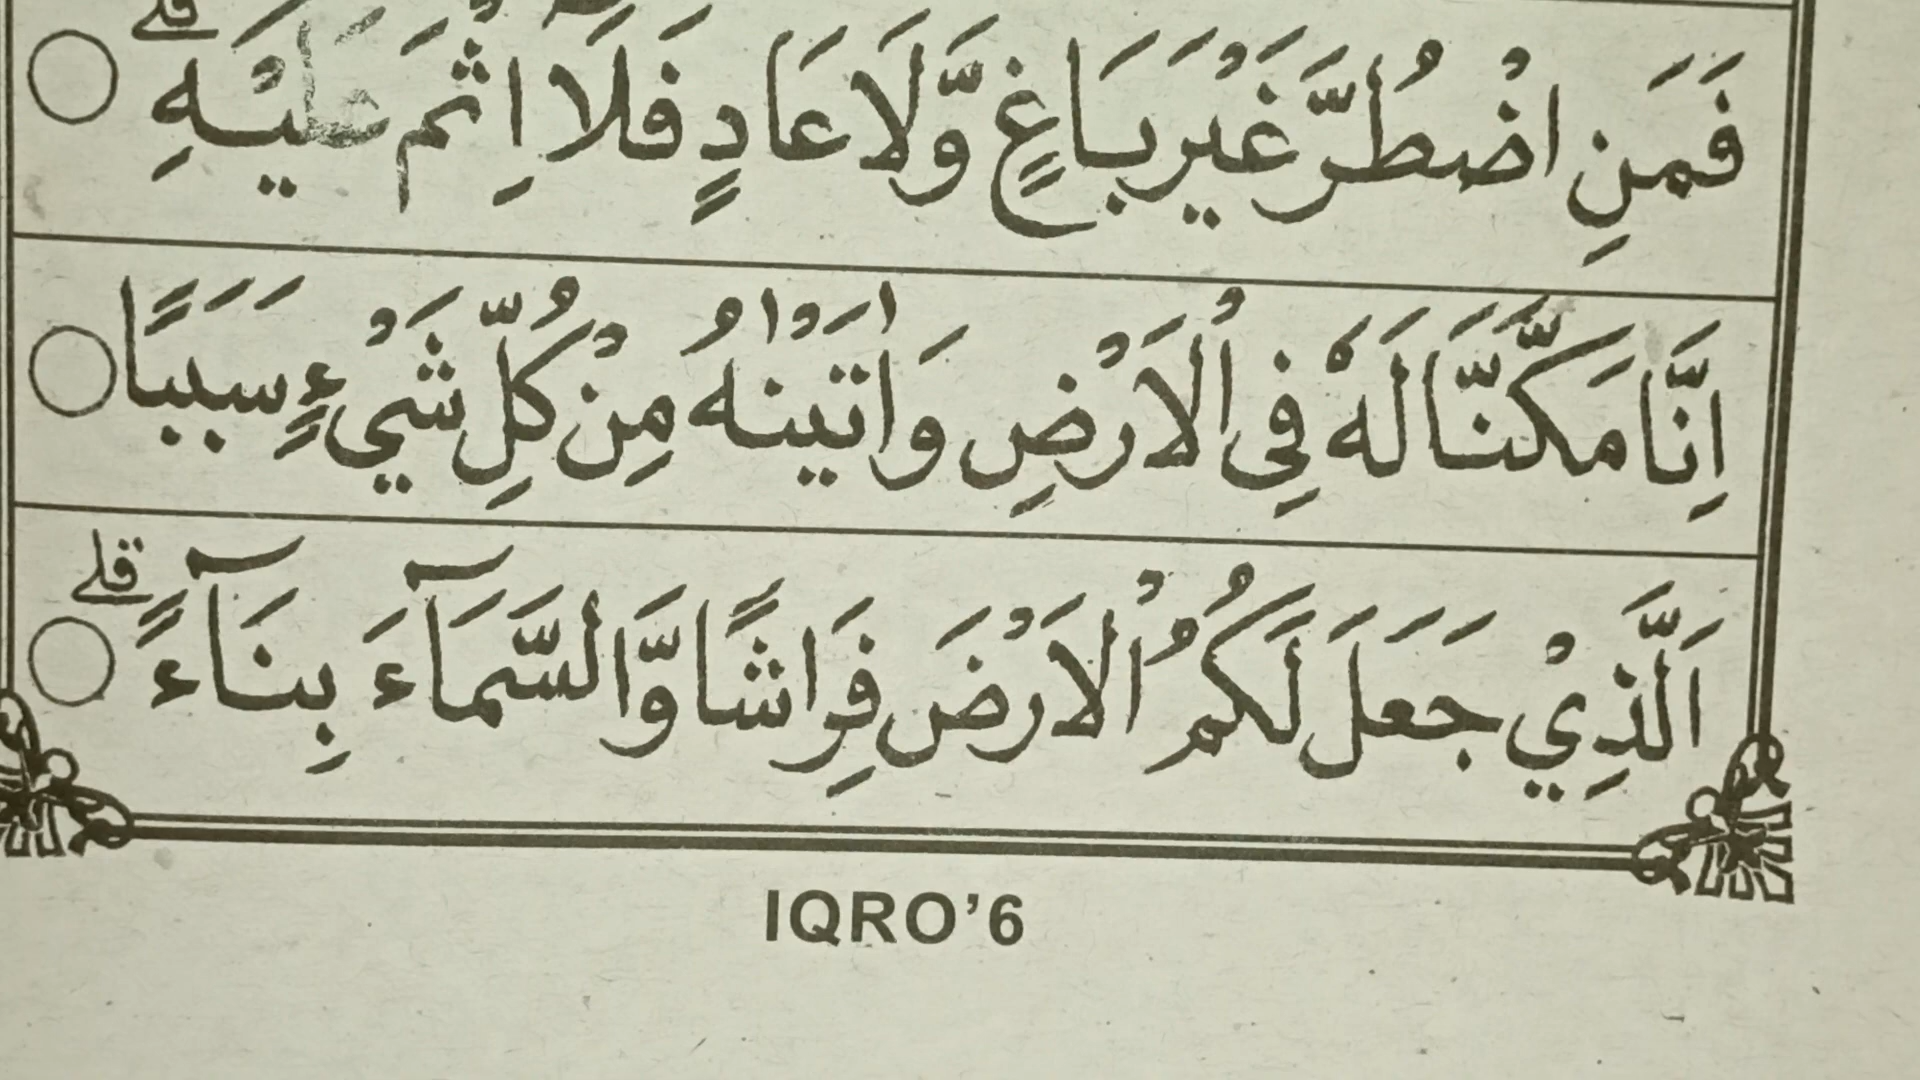 فَمَنِ اضْطُرَّ غَيْرَ بَاغٍ وَّلَا عَادٍ فَلَآ اِثْمَ عَلَيْهِ ۗ
اِنَّا مَكَّنَّا لَهٗ فِى الْاَرْضِ وَاٰتَيْنٰهُ مِنْ كُلِّ شَيْءٍ سَبَبًا
اَلَّذِيْ جَعَلَ لَكُمُ الْاَرْضَ فِرَاشًا وَّالسَّمَآءَ بِنَآءً ۗ
IQRO’6